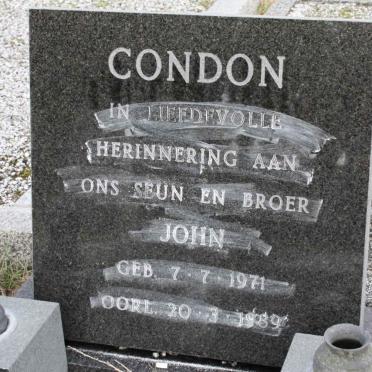 CONDON
IN LIEFDEVOLLE
HERINNERING AAN
ONS SEUN EN BROER
JOHN
GEB. 7 · 7 · 1971
OORL. 20 · 3 · 1989